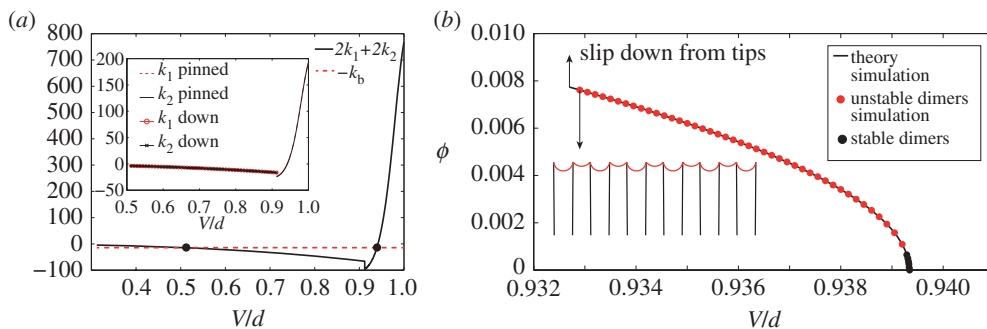 (a)
800
700
600
500
400
300
200
100
0
−100
0.4 0.5 0.6 0.7 0.8 0.9 1.0
V/d
2k1+2k2
−kb
200
150
100
50
0
−50
0.5 0.6 0.7 0.8 0.9 1.0
V/d
k1 pinned
k2 pinned
k1 down
k2 down
(b)
0.010
0.008
0.006
0.004
0.002
0
ϕ
0.932 0.934 0.936 0.938 0.940
V/d
slip down from tips
theory
simulation
unstable dimers
simulation
stable dimers